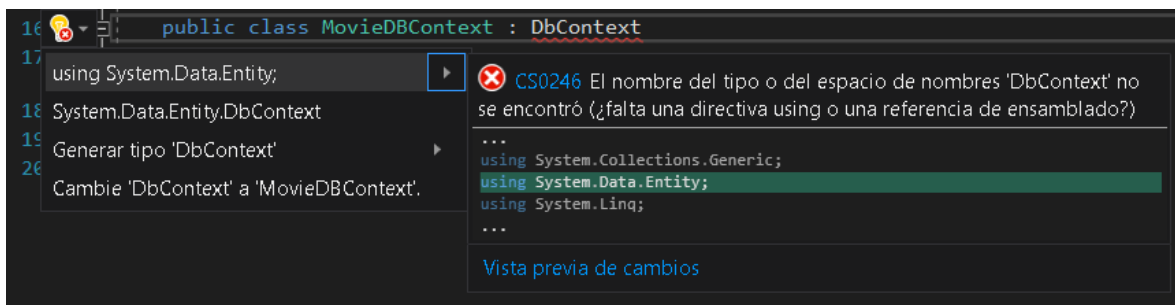 16 public class MovieDBContext : DbContext
17
using System.Data.Entity;
18 System.Data.Entity.DbContext
19
Generar tipo 'DbContext'
20
Cambie 'DbContext' a 'MovieDBContext'.
CS0246 El nombre del tipo o del espacio de nombres 'DbContext' no
se encontró (¿falta una directiva using o una referencia de ensamblado?)
...
using System.Collections.Generic;
using System.Data.Entity;
using System.Linq;
...
Vista previa de cambios